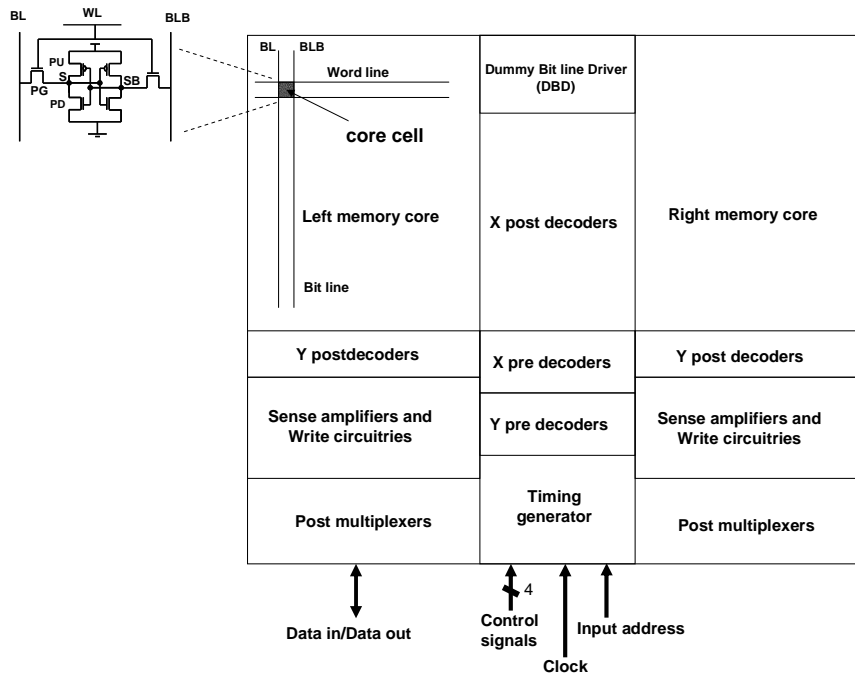 BL
WL
BLB
PU
S
SB
PG
PD
BL
BLB
Word line
core cell
Left memory core
Bit line
Dummy Bit line Driver
(DBD)
X post decoders
Right memory core
Y postdecoders
X pre decoders
Y post decoders
Sense amplifiers and
Write circuitries
Y pre decoders
Sense amplifiers and
Write circuitries
Post multiplexers
Timing
generator
Post multiplexers
4
Data in/Data out
Control
signals
Input address
Clock